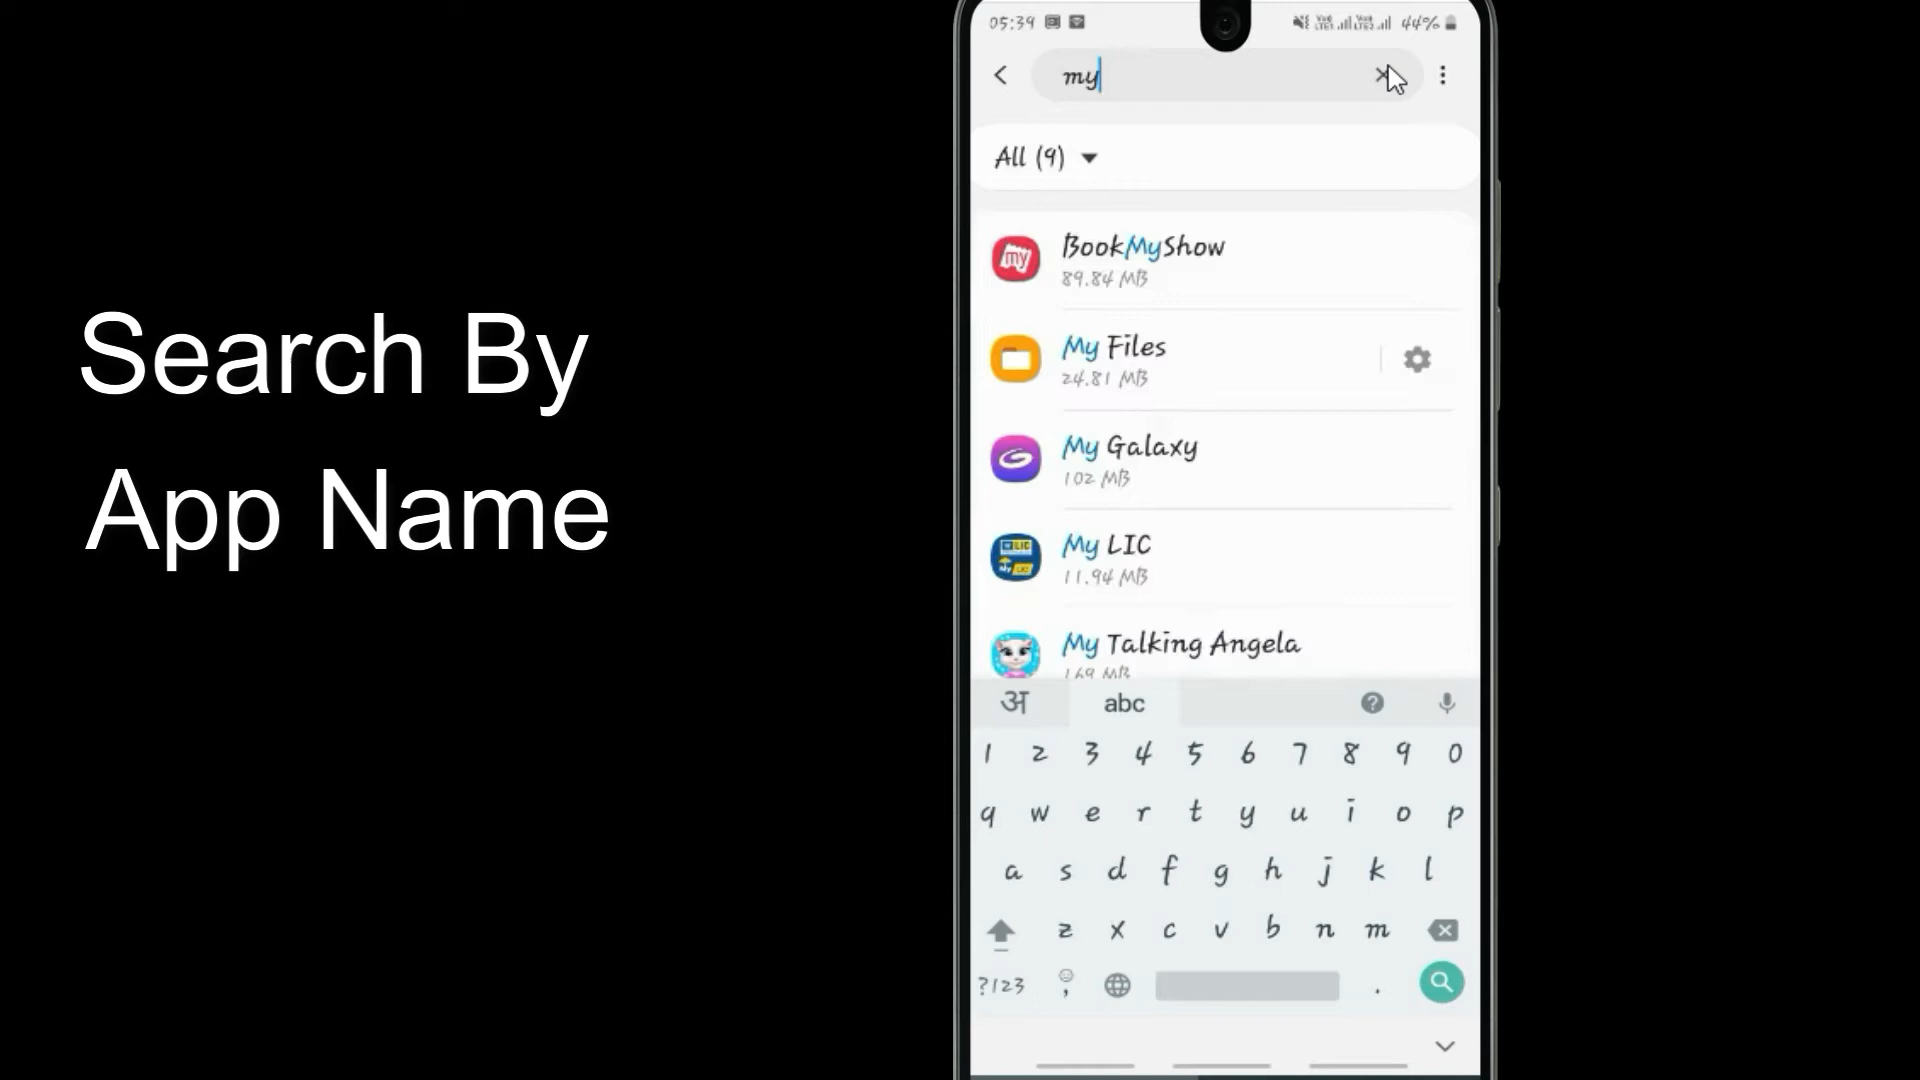 Search By
App Name
05:39
44%
my
All (9)
BookMyShow
89.84 MB
My Files
24.81 MB
My Galaxy
102 MB
My LIC
11.94 MB
My Talking Angela
169 MB
अ abc
1 2 3 4 5 6 7 8 9 0
q w e r t y u i o p
a s d f g h j k l
z x c v b n m
?123 , .